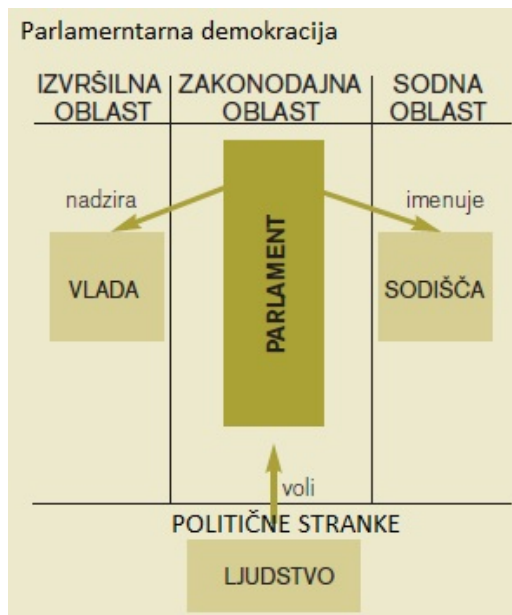 Parlamerntarna demokracija
IZVRŠILNA OBLAST
ZAKONODAJNA OBLAST
SODNA OBLAST
nadzira
imenuje
VLADA
PARLAMENT
SODIŠČA
voli
POLITIČNE STRANKE
LJUDSTVO